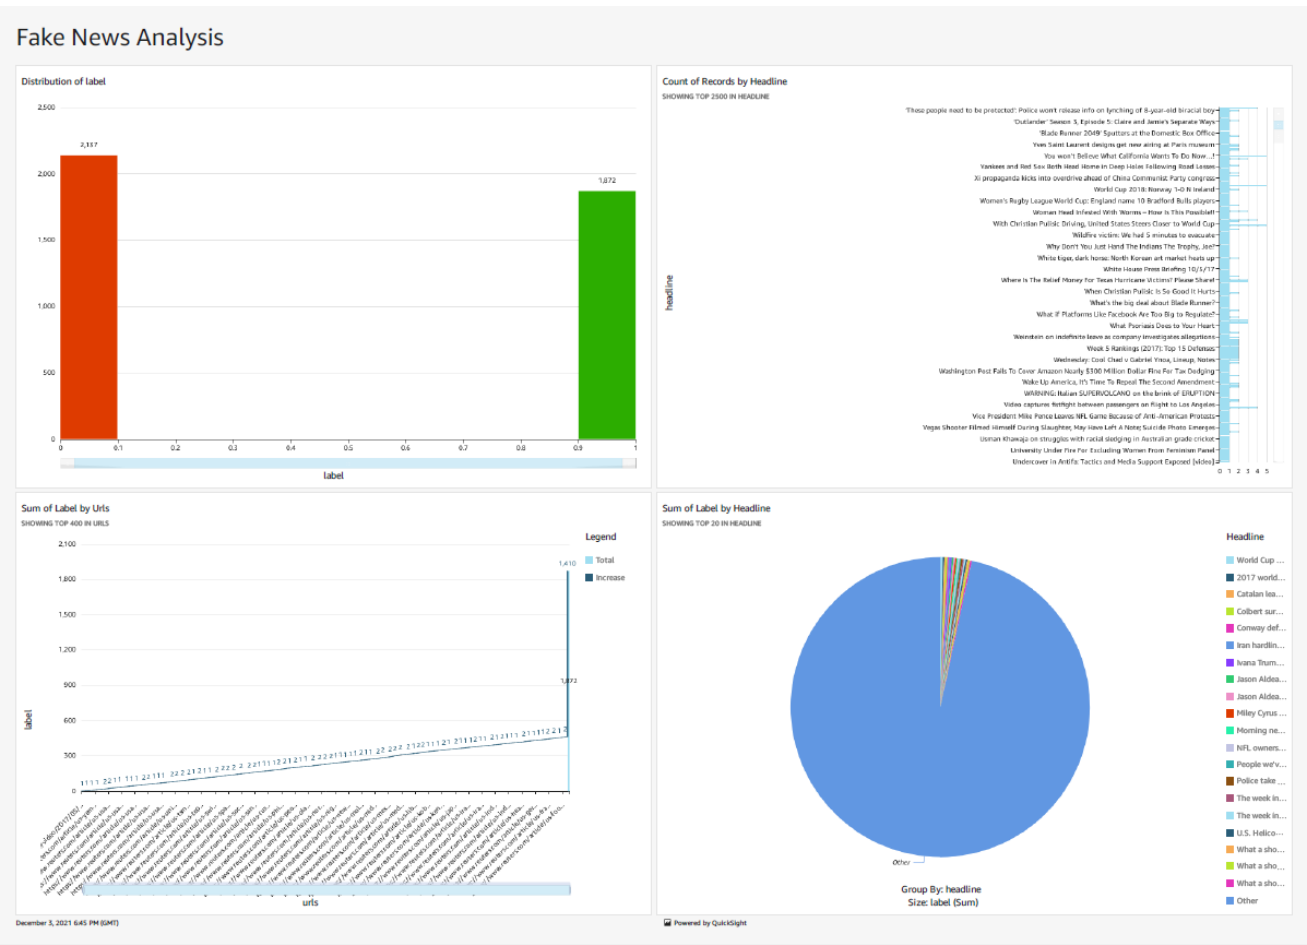 Fake News Analysis
Distribution of label
2,500
2,137
2,000
1,872
1,500
1,000
500
0
0 0.1 0.2 0.3 0.4 0.5 0.6 0.7 0.8 0.9 1
label
Count of Records by Headline
SHOWING TOP 2500 IN HEADLINE
'These people need to be protected': Police won't release info on lynching of 8-year-old biracial boy
'Outlander' Season 3, Episode 5: Claire and Jamie's Separate Ways
'Blade Runner 2049' Sputters at the Domestic Box Office
Yves Saint Laurent designs get new airing at Paris museum
You won't Believe What California Wants To Do Now…!
Yankees and Red Sox Both Head Home in Deep Holes Following Road Losses
Xi propaganda kicks into overdrive ahead of China Communist Party congress
World Cup 2018: Norway 1-0 N Ireland
Women's Rugby League World Cup: England name 10 Bradford Bulls players
Woman Head Infested With Worms – How Is This Possible!!
With Christian Pulisic Driving, United States Steers Closer to World Cup
Wildfire victim: We had 5 minutes to evacuate
Why Don't You Just Hand The Indians The Trophy, Joe?
White tiger, dark horse: North Korean art market heats up
White House Press Briefing 10/5/17
Where Is The Relief Money For Texas Hurricane Victims? Please Share!
When Christian Pulisic Is So Good It Hurts
What's the big deal about Blade Runner?
What If Platforms Like Facebook Are Too Big to Regulate?
What Psoriasis Does to Your Heart
Weinstein on indefinite leave as company investigates allegations
Week 5 Rankings (2017): Top 15 Defenses
Wednesday: Cool Chad v Gabriel Ynoa, Lineup, Notes
Washington Post Fails To Cover Amazon Nearly $300 Million Dollar Fine For Tax Dodging
Wake Up America, It's Time To Repeal The Second Amendment
WARNING: Italian SUPERVOLCANO on the brink of ERUPTION
Video captures fistfight between passengers on flight to Los Angeles
Vice President Mike Pence Leaves NFL Game Because of Anti-American Protests
Vegas Shooter Filmed Himself During Slaughter, May Have Left A Note; Suicide Photo Emerges
Usman Khawaja on struggles with racial sledging in Australian grade cricket
University Under Fire For Excluding Women From Feminism Panel
Undercover in Antifa: Tactics and Media Support Exposed [video]
0 1 2 3 4 5
headline
Sum of Label by Urls
SHOWING TOP 400 IN URLS
Legend
Total
Increase
2,100
1,800
1,500
1,200
900
600
300
0
1,410
label
urls
Sum of Label by Headline
SHOWING TOP 20 IN HEADLINE
Other
Group By: headline
Size: label (Sum)
Headline
World Cup ...
2017 world...
Catalan lea...
Colbert sur...
Conway def...
Iran hardlin...
Ivana Trum...
Jason Aldea...
Jason Aldea...
Miley Cyrus ...
Morning ne...
NFL owners...
People we'v...
Police take ...
The week in...
The week in...
U.S. Helico...
What a sho...
What a sho...
What a sho...
Other
December 3, 2021 6:45 PM (GMT)
Powered by QuickSight